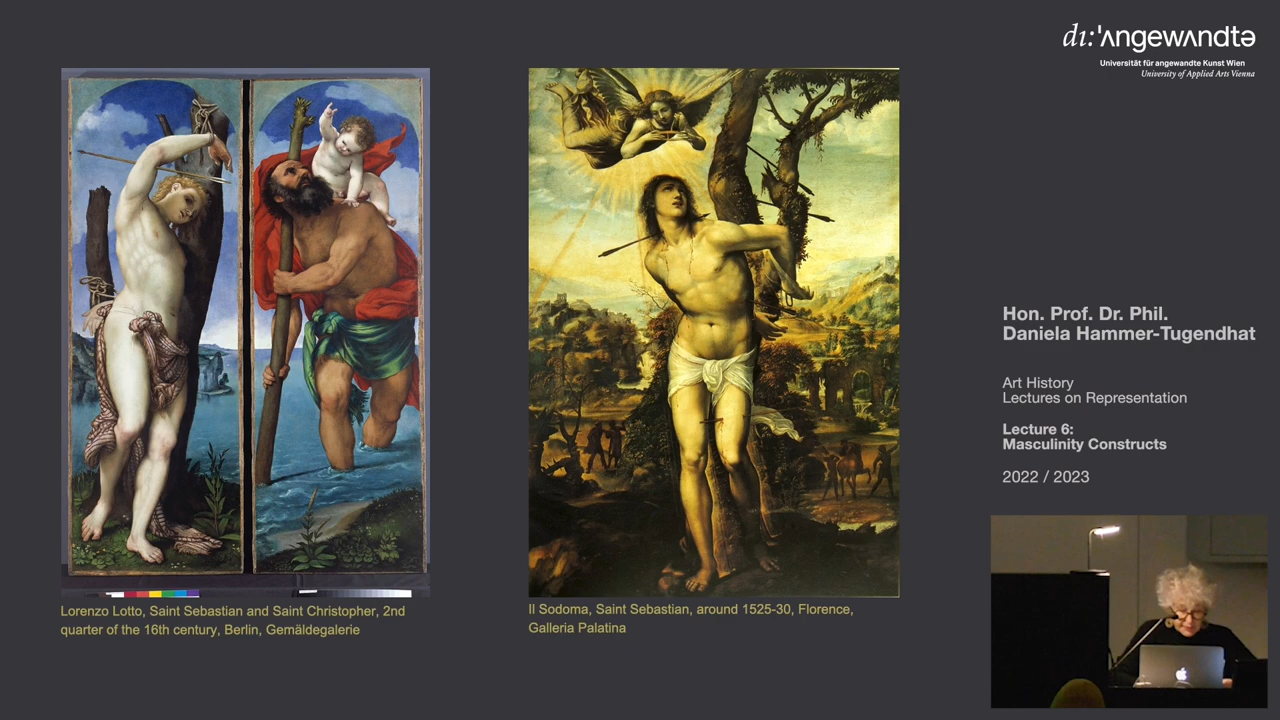 dı:'ʌngewʌndtə
Universität für angewandte Kunst Wien
University of Applied Arts Vienna
Hon. Prof. Dr. Phil.
Daniela Hammer-Tugendhat
Art History
Lectures on Representation
Lecture 6:
Masculinity Constructs
2022 / 2023
Lorenzo Lotto, Saint Sebastian and Saint Christopher, 2nd
quarter of the 16th century, Berlin, Gemäldegalerie
Il Sodoma, Saint Sebastian, around 1525-30, Florence,
Galleria Palatina